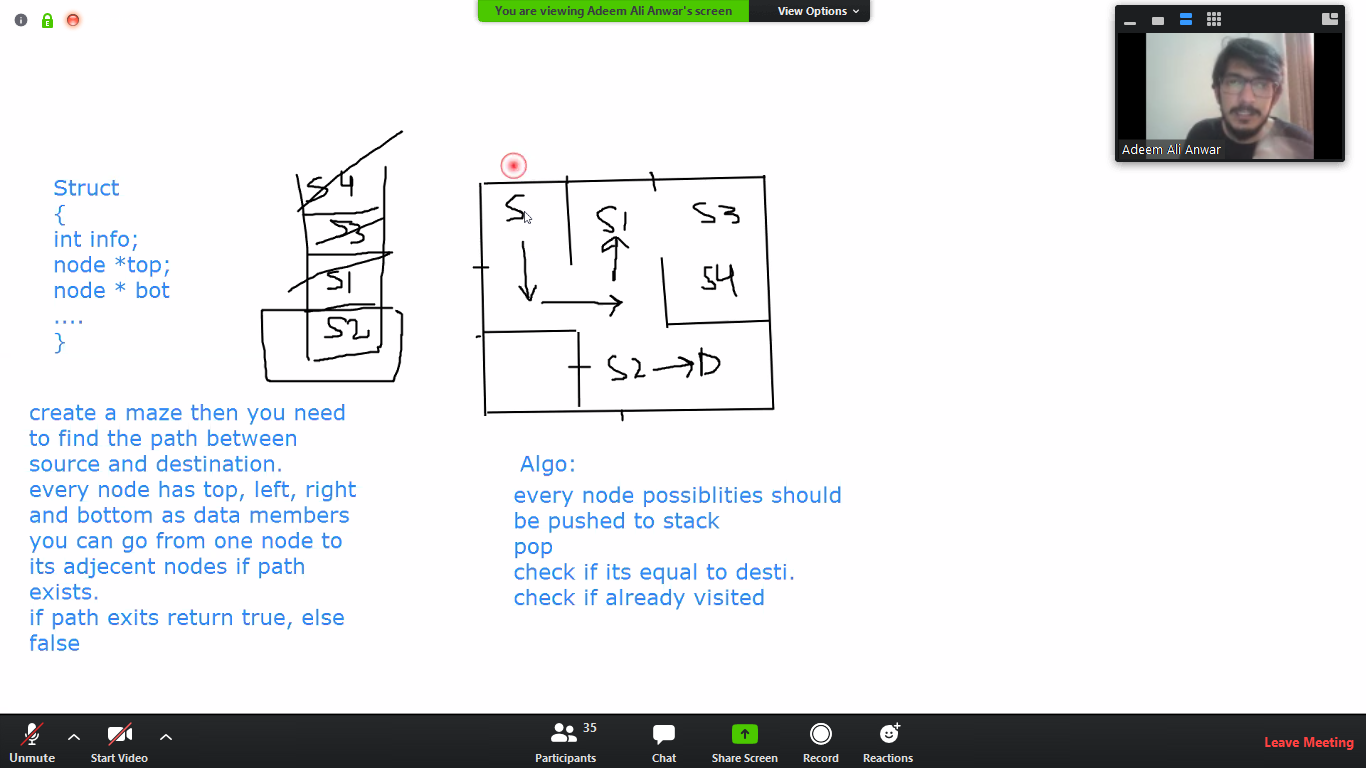 You are viewing Adeem Ali Anwar's screen
View Options
Adeem Ali Anwar
Struct
{
int info;
node *top;
node * bot
....
}
S4
S3
S1
S2
S
S1
S3
S4
S2
D
create a maze then you need
to find the path between
source and destination.
every node has top, left, right
and bottom as data members
you can go from one node to
its adjecent nodes if path
exists.
if path exits return true, else
false
Algo:
every node possiblities should
be pushed to stack
pop
check if its equal to desti.
check if already visited
Unmute
Start Video
Participants
35
Chat
Share Screen
Record
Reactions
Leave Meeting